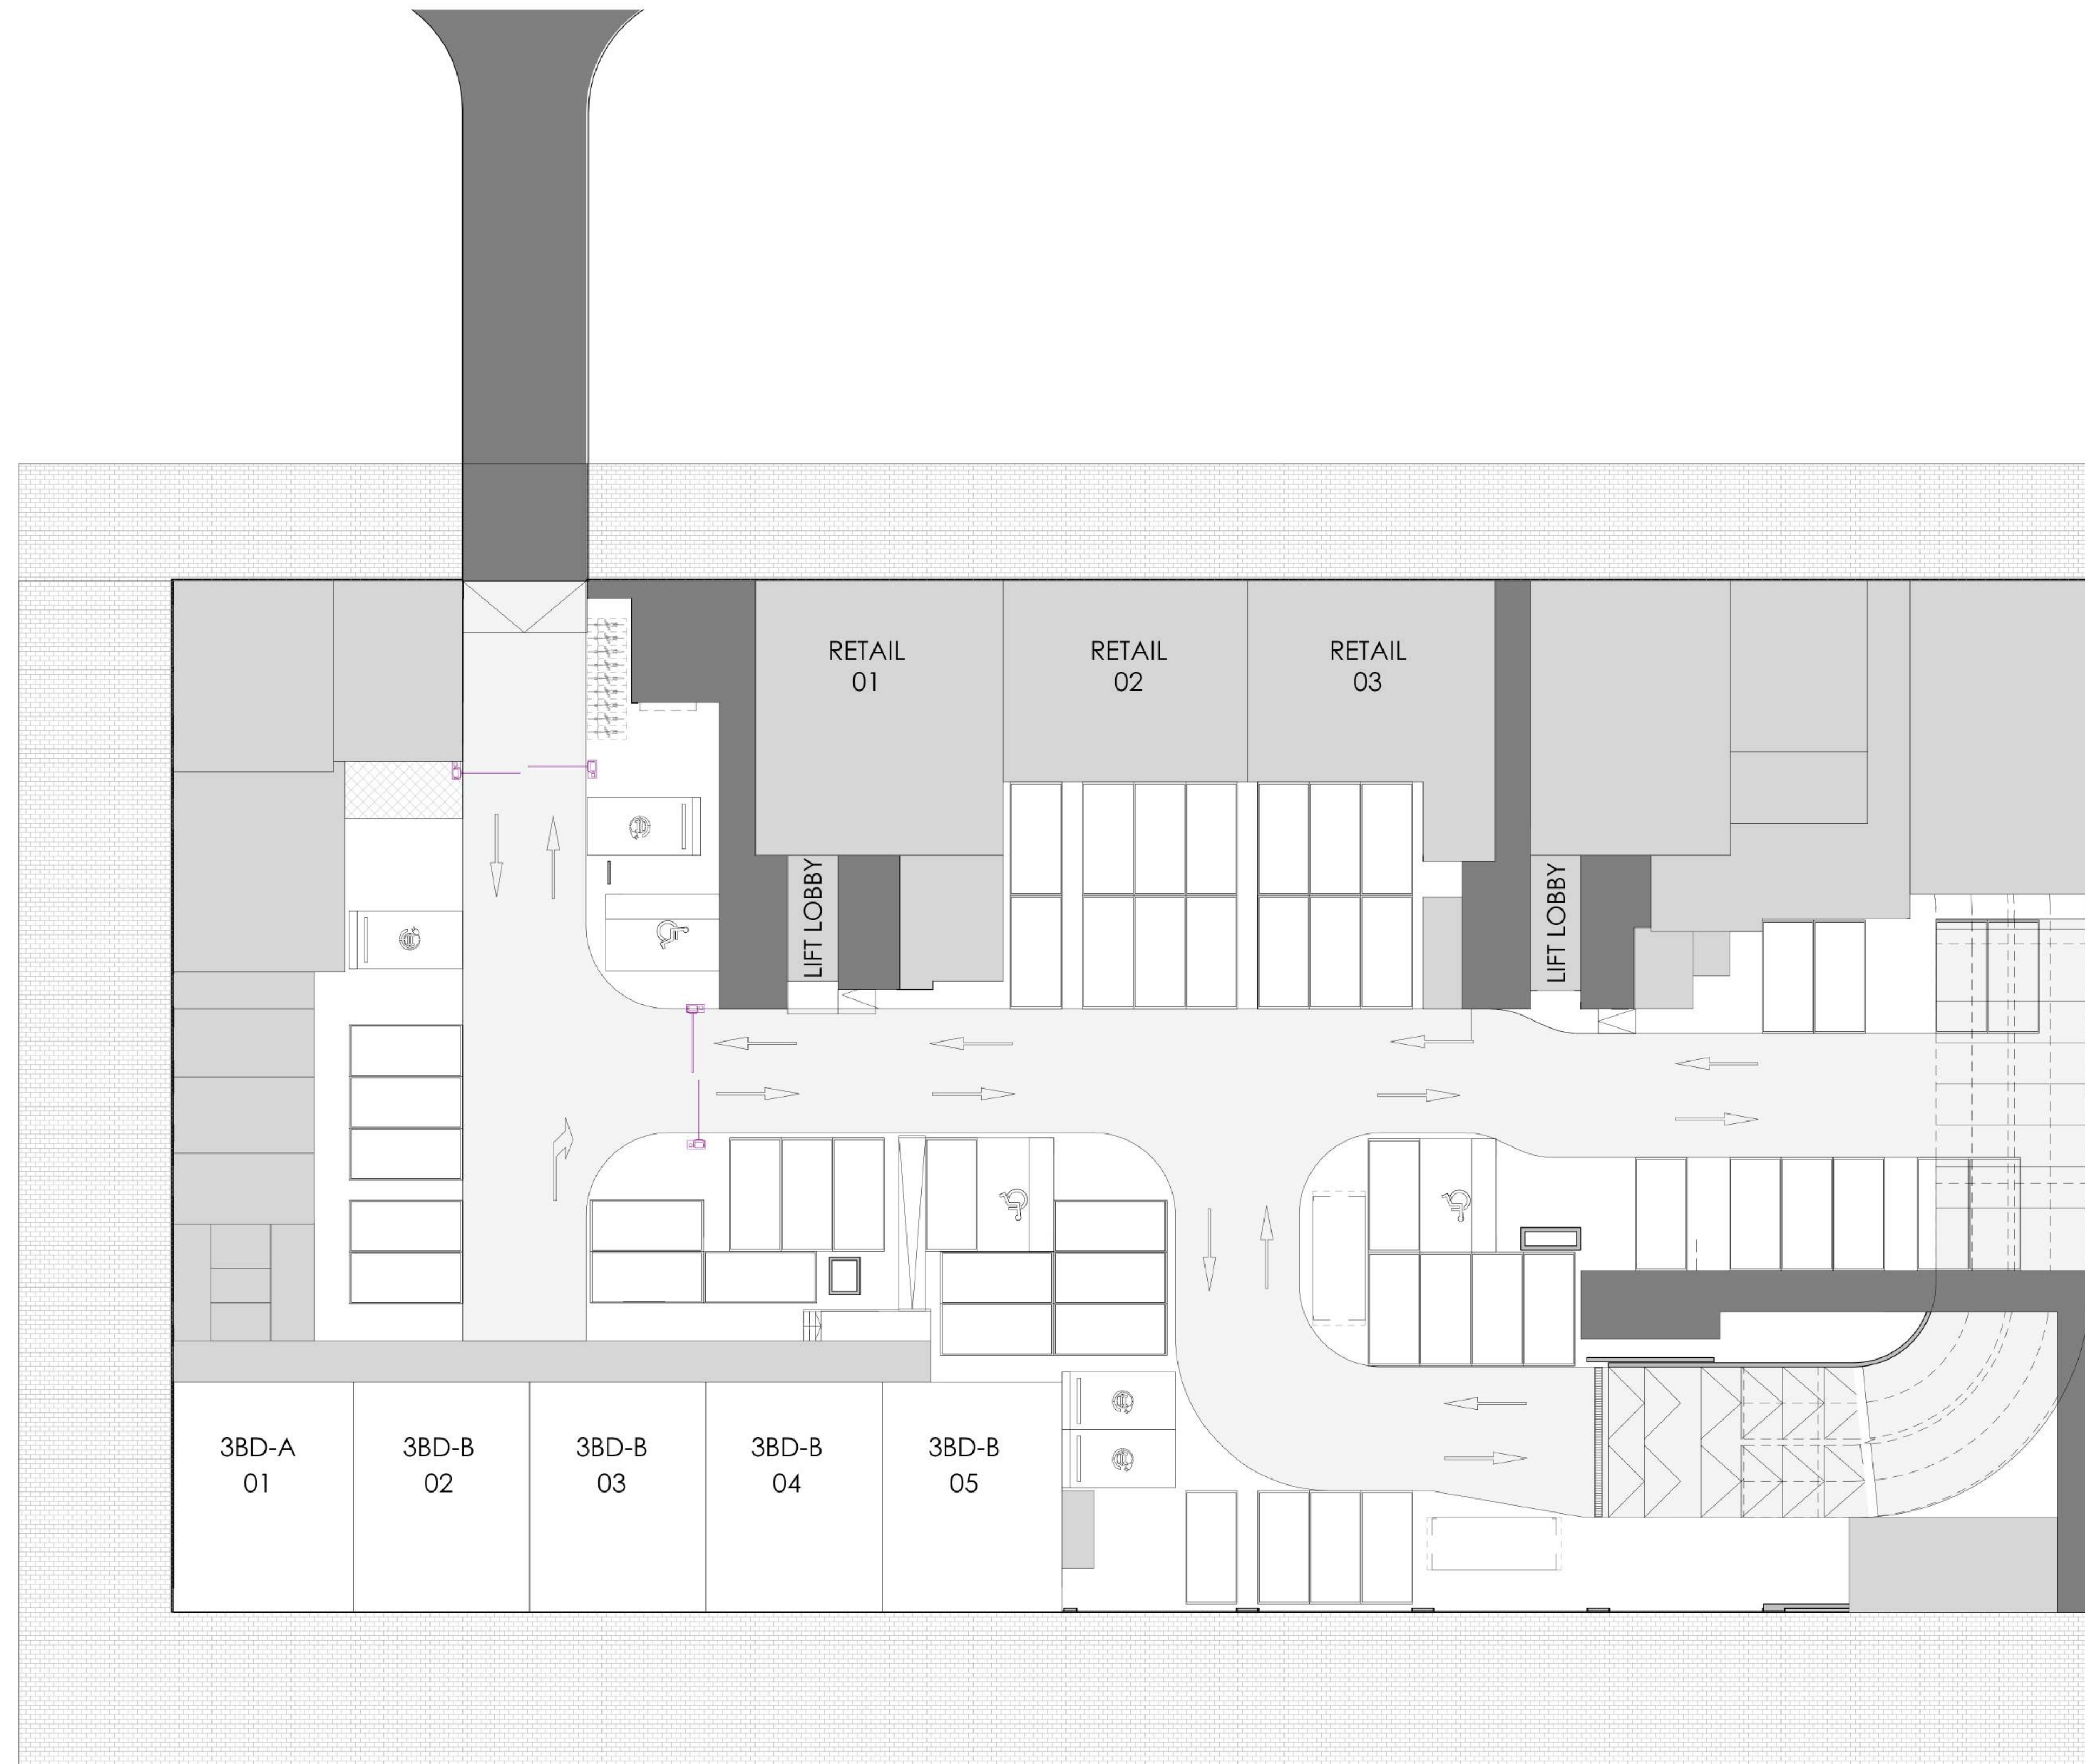 RETAIL
01
RETAIL
02
RETAIL
03
LIFT LOBBY
LIFT LOBBY
3BD-A
01
3BD-B
02
3BD-B
03
3BD-B
04
3BD-B
05